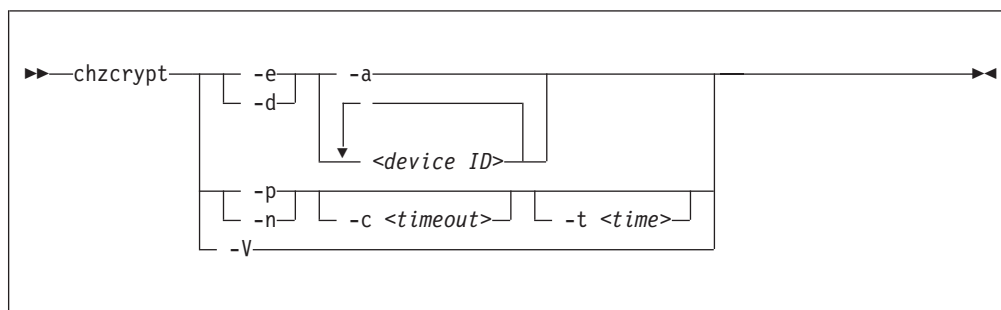 chzcrypt -e -a
-d
<device ID>
-p
-n -c <timeout> -t <time>
-V